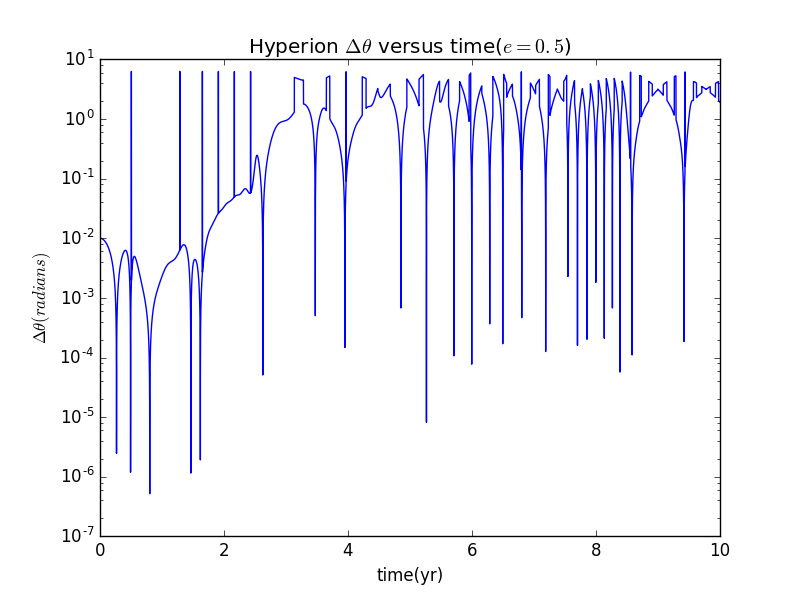 Hyperion Δθ versus time(e = 0.5)
10^1
10^0
10^-1
10^-2
10^-3
10^-4
10^-5
10^-6
10^-7
Δθ(radians)
0 2 4 6 8 10
time(yr)